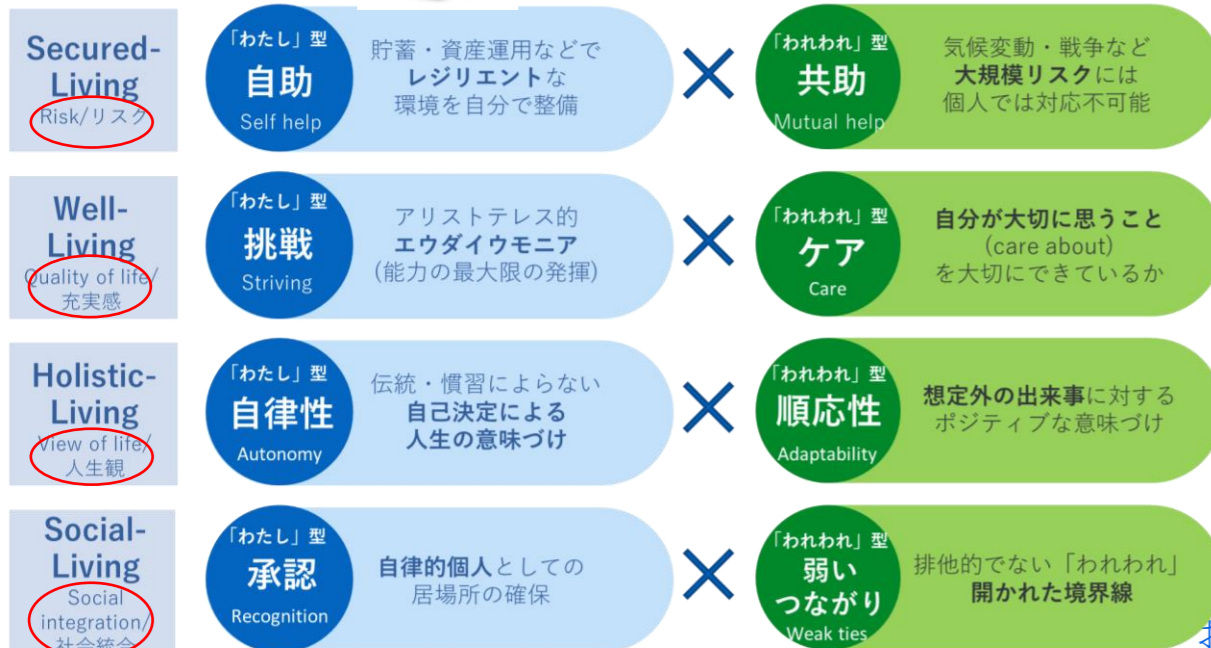 Secured-
Living
Risk/リスク
「わたし」型
自助
Self help
貯蓄・資産運用などで
レジリエントな
環境を自分で整備
「われわれ」型
共助
Mutual help
気候変動・戦争など
大規模リスクには
個人では対応不可能
Well-
Living
Quality of life/
充実感
「わたし」型
挑戦
Striving
アリストテレス的
エウダイウモニア
(能力の最大限の発揮)
「われわれ」型
ケア
Care
自分が大切に思うこと
(care about)
を大切にできているか
Holistic-
Living
View of life/
人生観
「わたし」型
自律性
Autonomy
伝統・慣習によらない
自己決定による
人生の意味づけ
「われわれ」型
順応性
Adaptability
想定外の出来事に対する
ポジティブな意味づけ
Social-
Living
Social
integration/
社会統合
「わたし」型
承認
Recognition
自律的個人としての
居場所の確保
「われわれ」型
弱い
つながり
Weak ties
排他的でない「われわれ」
開かれた境界線